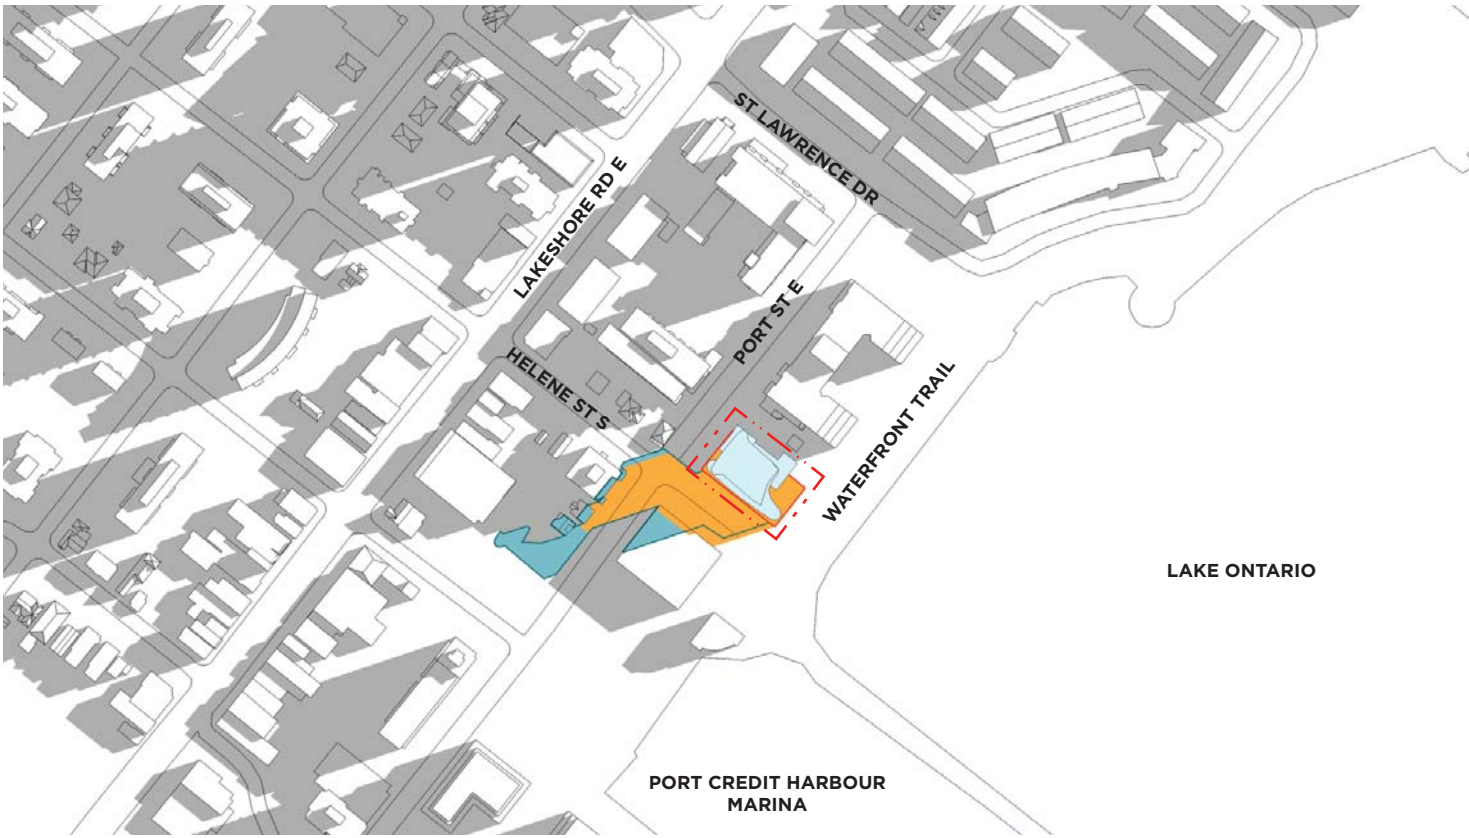 ST LAWRENCE DR
LAKESHORE RD E
PORT ST E
HELENE ST S
WATERFRONT TRAIL
LAKE ONTARIO
PORT CREDIT HARBOUR
MARINA